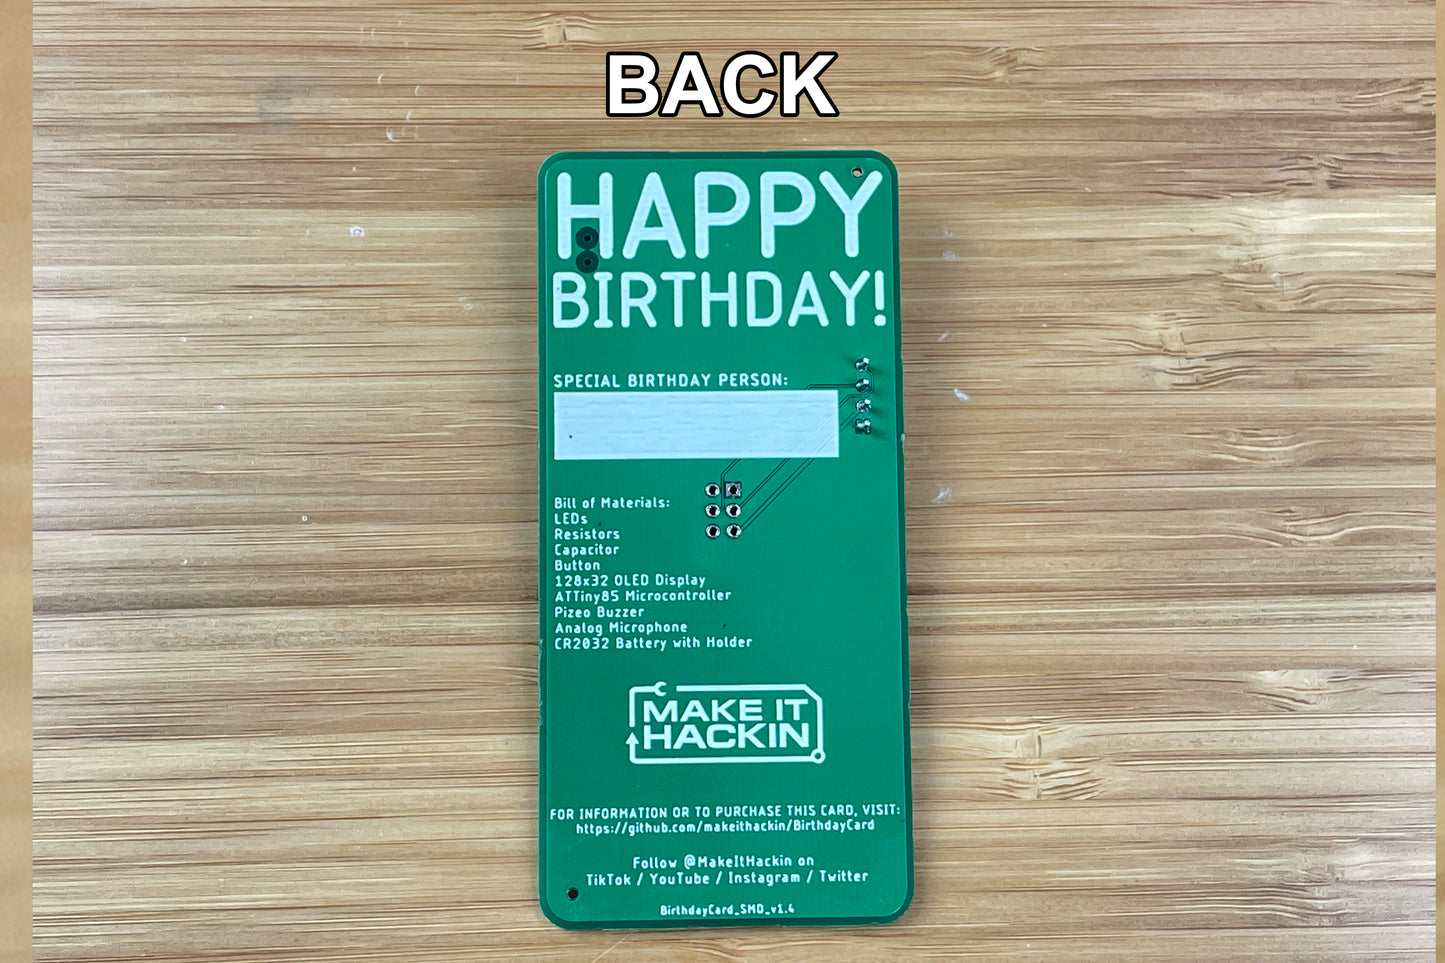 BACK
HAPPY
BIRTHDAY!
SPECIAL BIRTHDAY PERSON:
Bill of Materials:
LEDs
Resistors
Capacitor
Button
128x32 OLED Display
ATTiny85 Microcontroller
Pizeo Buzzer
Analog Microphone
CR2032 Battery with Holder
MAKE IT
HACKIN
FOR INFORMATION OR TO PURCHASE THIS CARD, VISIT:
https://github.com/makeithackin/BirthdayCard
Follow @MakeItHackin on
TikTok / YouTube / Instagram / Twitter
BirthdayCard_SMD_v1.4